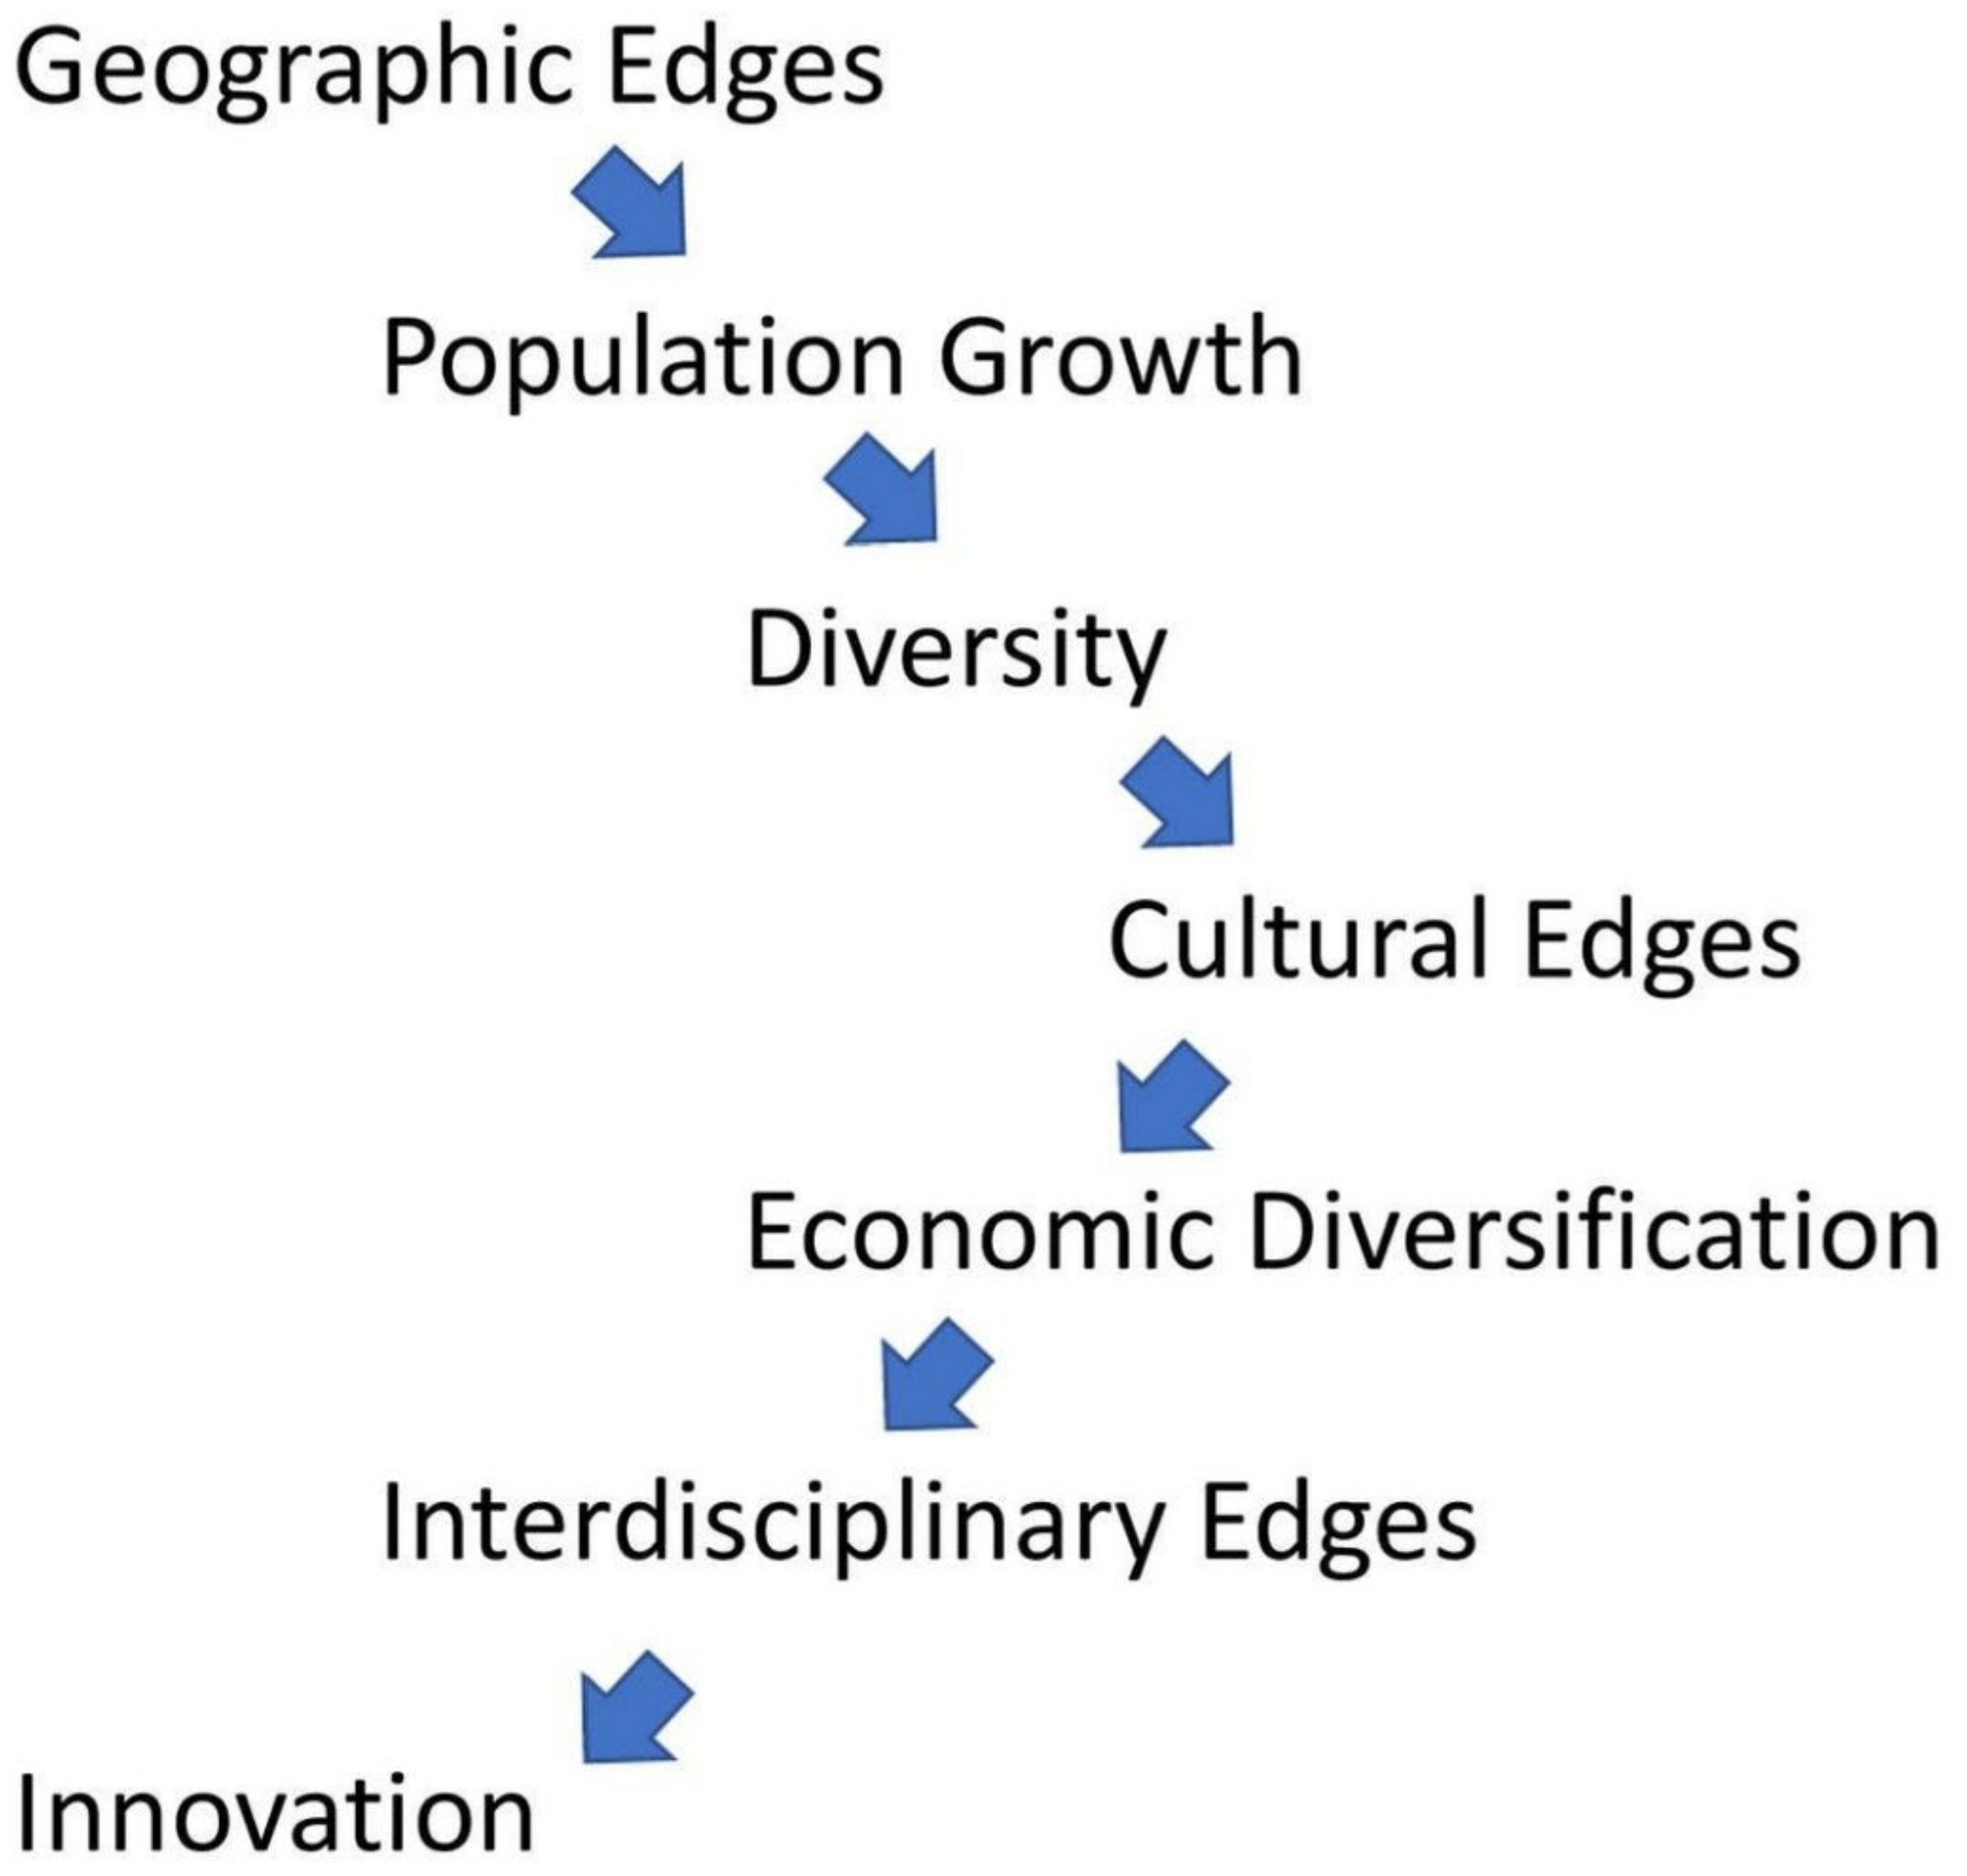 Geographic Edges
Population Growth
Diversity
Cultural Edges
Economic Diversification
Interdisciplinary Edges
Innovation